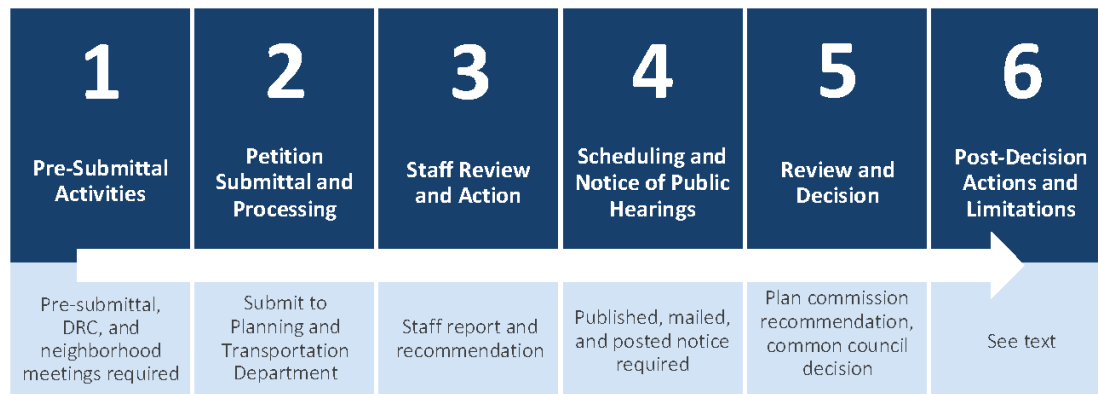 1
Pre-Submittal
Activities
Pre-submittal,
DRC, and
neighborhood
meetings required
2
Petition
Submittal and
Processing
Submit to
Planning and
Transportation
Department
3
Staff Review
and Action
Staff report and
recommendation
4
Scheduling and
Notice of Public
Hearings
Published, mailed,
and posted notice
required
5
Review and
Decision
Plan commission
recommendation,
common council
decision
6
Post-Decision
Actions and
Limitations
See text